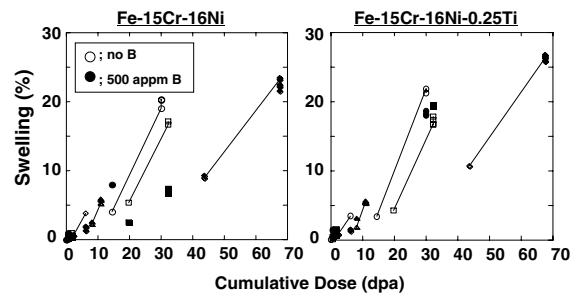 Fe-15Cr-16Ni
Fe-15Cr-16Ni-0.25Ti
Swelling (%)
30
20
10
0
○; no B
●; 500 appm B
0 10 20 30 40 50 60 70
30
20
10
0
0 10 20 30 40 50 60 70
Cumulative Dose (dpa)